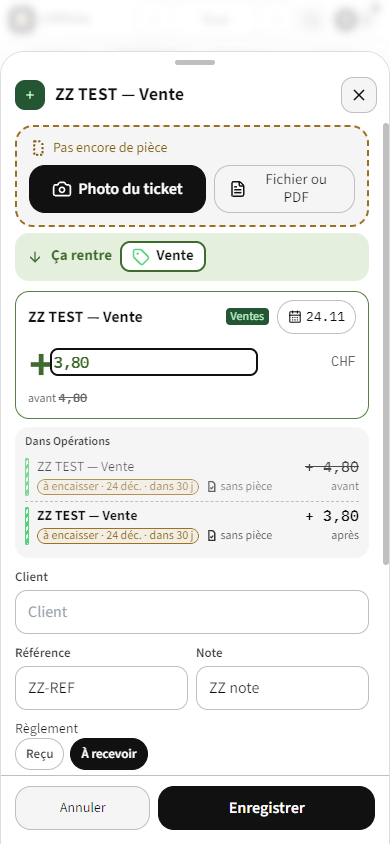 + ZZ TEST — Vente ×
Pas encore de pièce
Photo du ticket
Fichier ou
PDF
↓ Ça rentre Vente
ZZ TEST — Vente Ventes 24.11
+3,80 CHF
avant 4,80
Dans Opérations
ZZ TEST — Vente + 4,80
à encaisser · 24 déc. · dans 30 j sans pièce avant
ZZ TEST — Vente + 3,80
à encaisser · 24 déc. · dans 30 j sans pièce après
Client
Client
Référence Note
ZZ-REF ZZ note
Règlement
Reçu À recevoir
Annuler Enregistrer